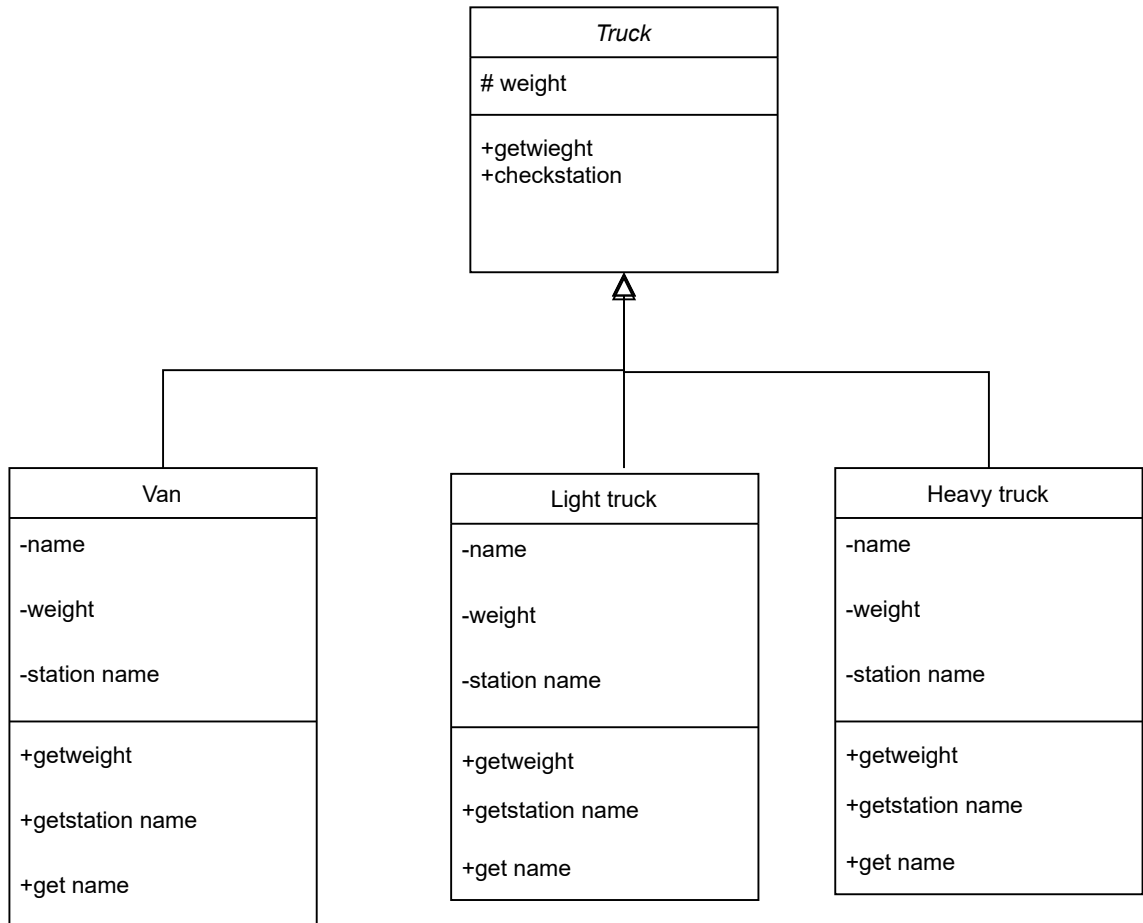 Truck
# weight
+getwieght
+checkstation
Van
-name
-weight
-station name
+getweight
+getstation name
+get name
Light truck
-name
-weight
-station name
+getweight
+getstation name
+get name
Heavy truck
-name
-weight
-station name
+getweight
+getstation name
+get name